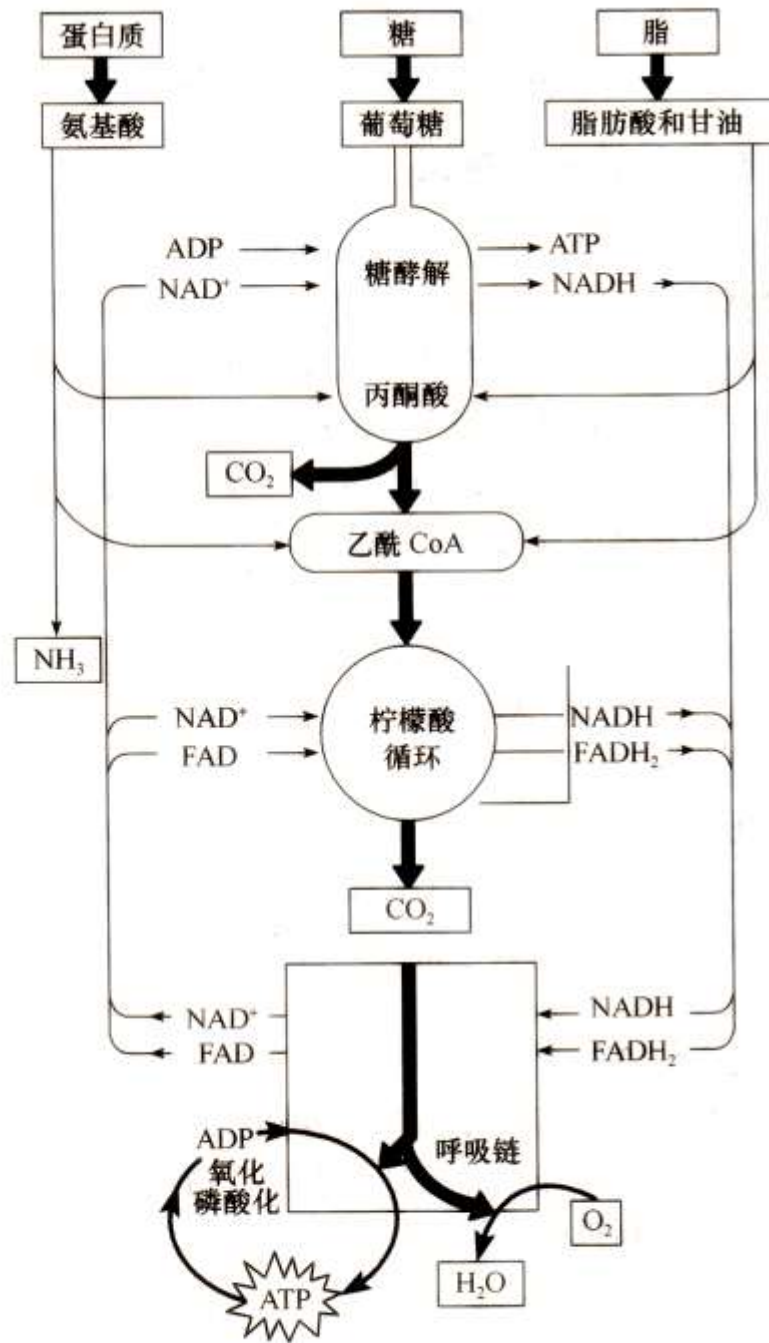 蛋白质 糖 脂
氨基酸 葡萄糖 脂肪酸和甘油
ADP ATP
糖酵解
NAD⁺ NADH
丙酮酸
CO₂
乙酰 CoA
NH₃
NAD⁺ 柠檬酸 NADH
FAD 循环 FADH₂
CO₂
NAD⁺ NADH
FAD FADH₂
ADP 呼吸链
氧化
磷酸化
O₂
H₂O
ATP